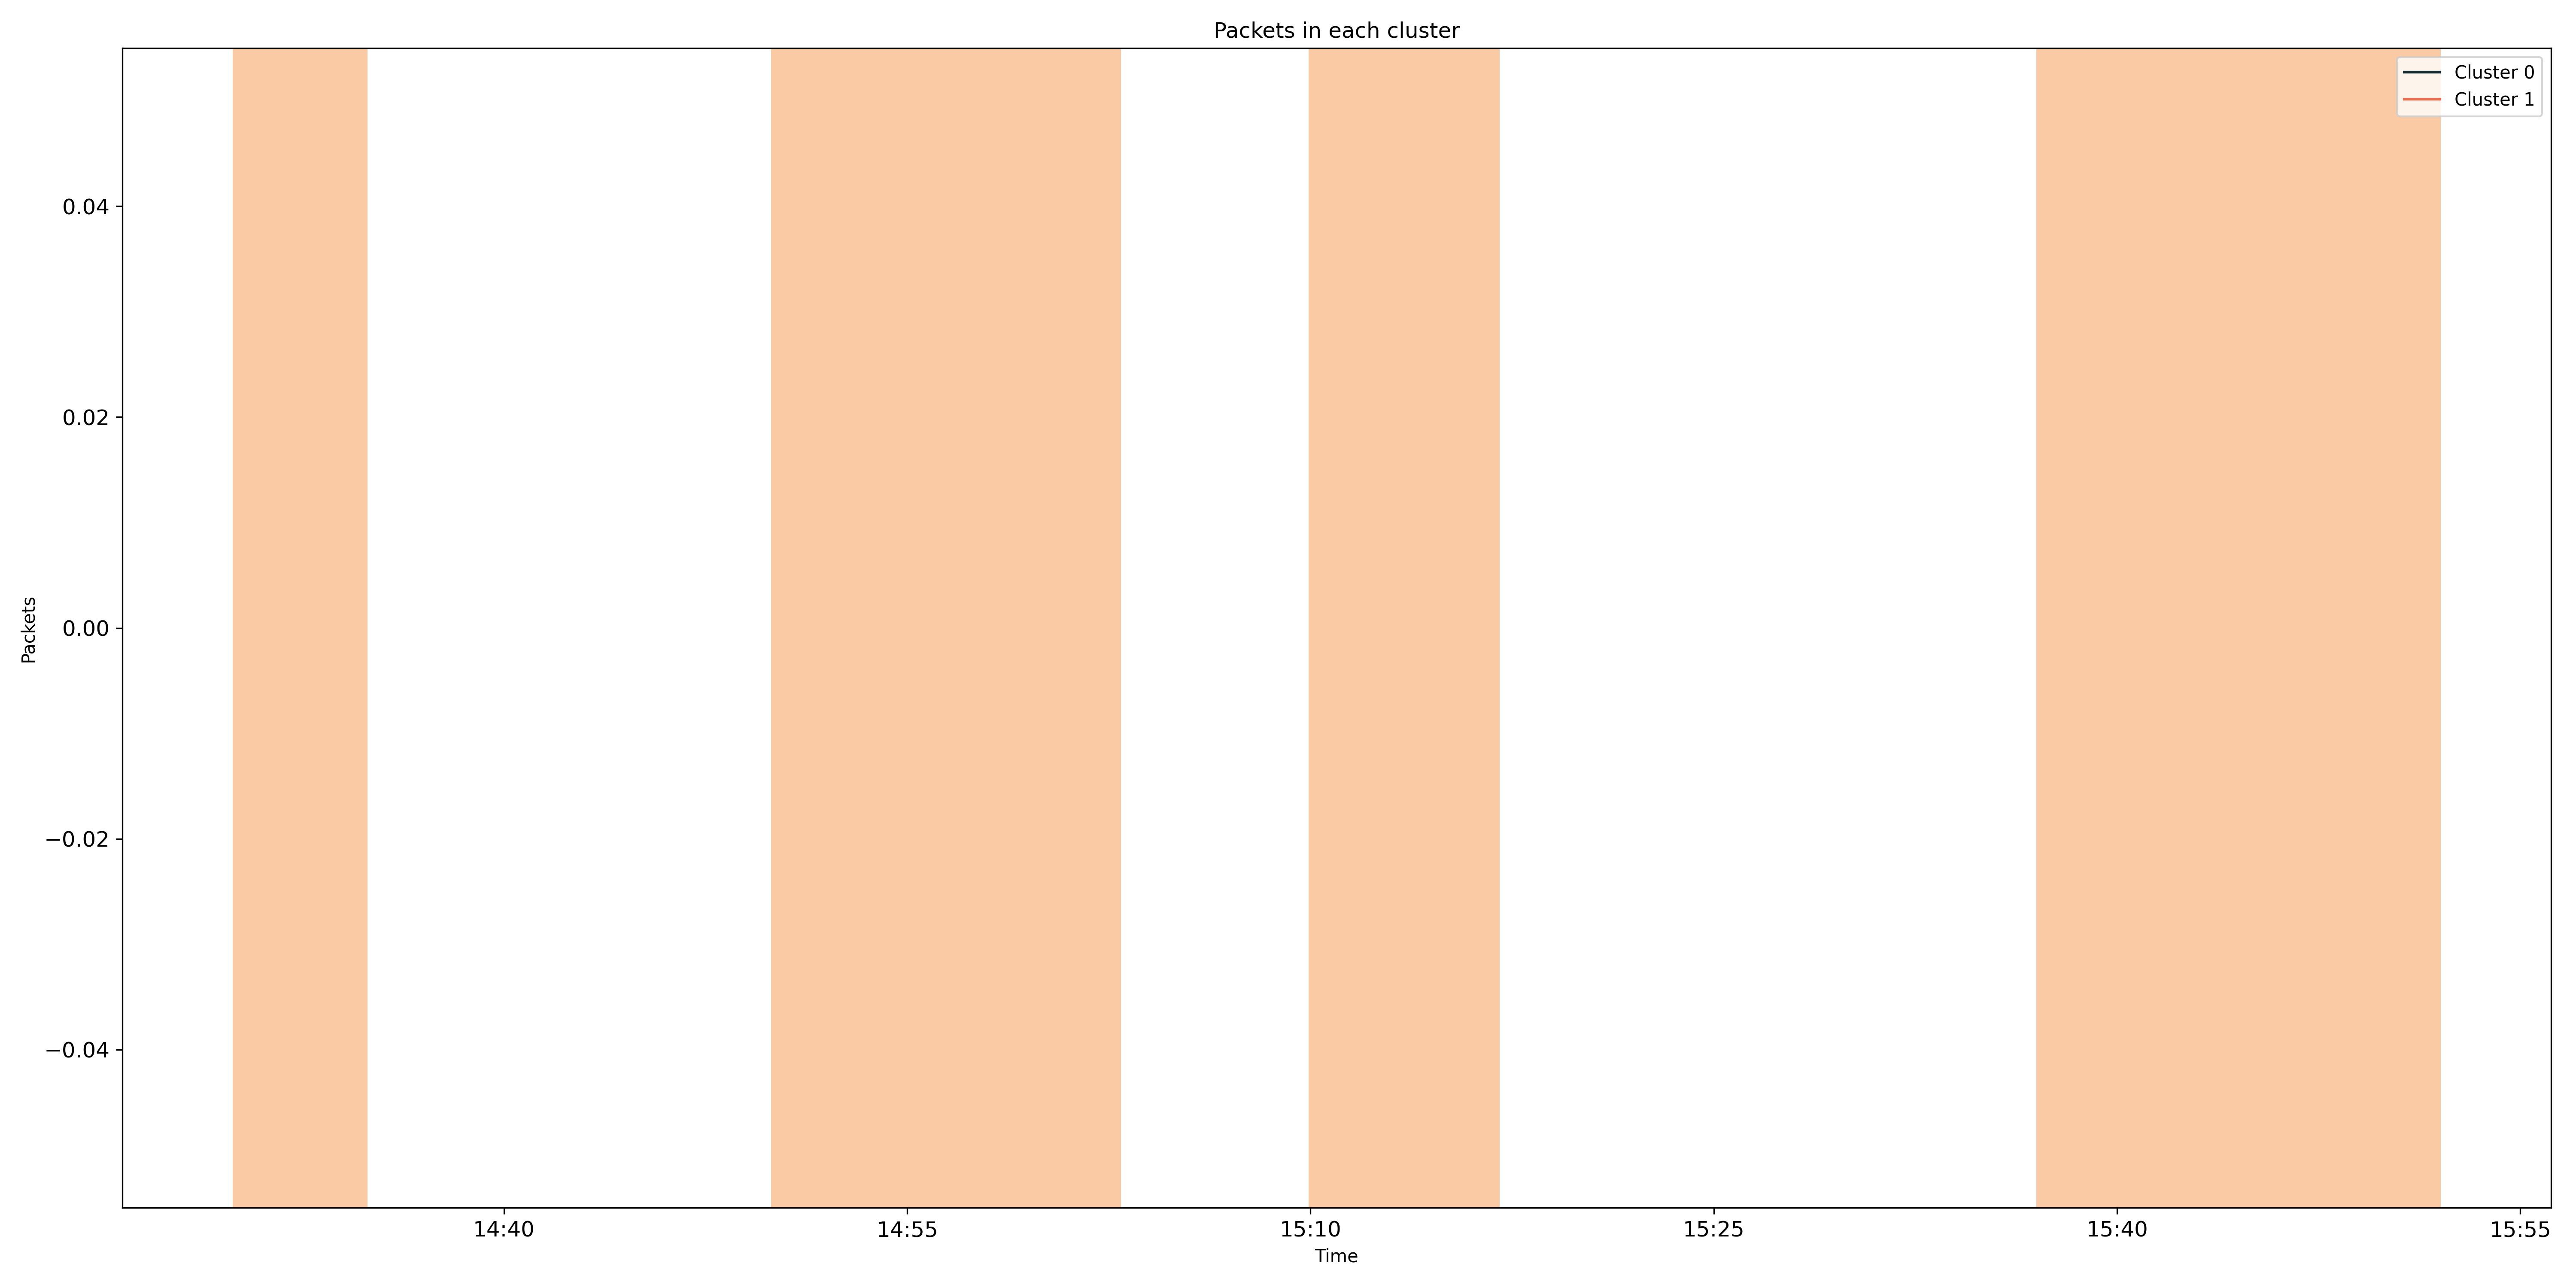 Packets in each cluster
Cluster 0
Cluster 1
0.04
0.02
0.00
−0.02
−0.04
Packets
14:40
14:55
15:10
15:25
15:40
15:55
Time